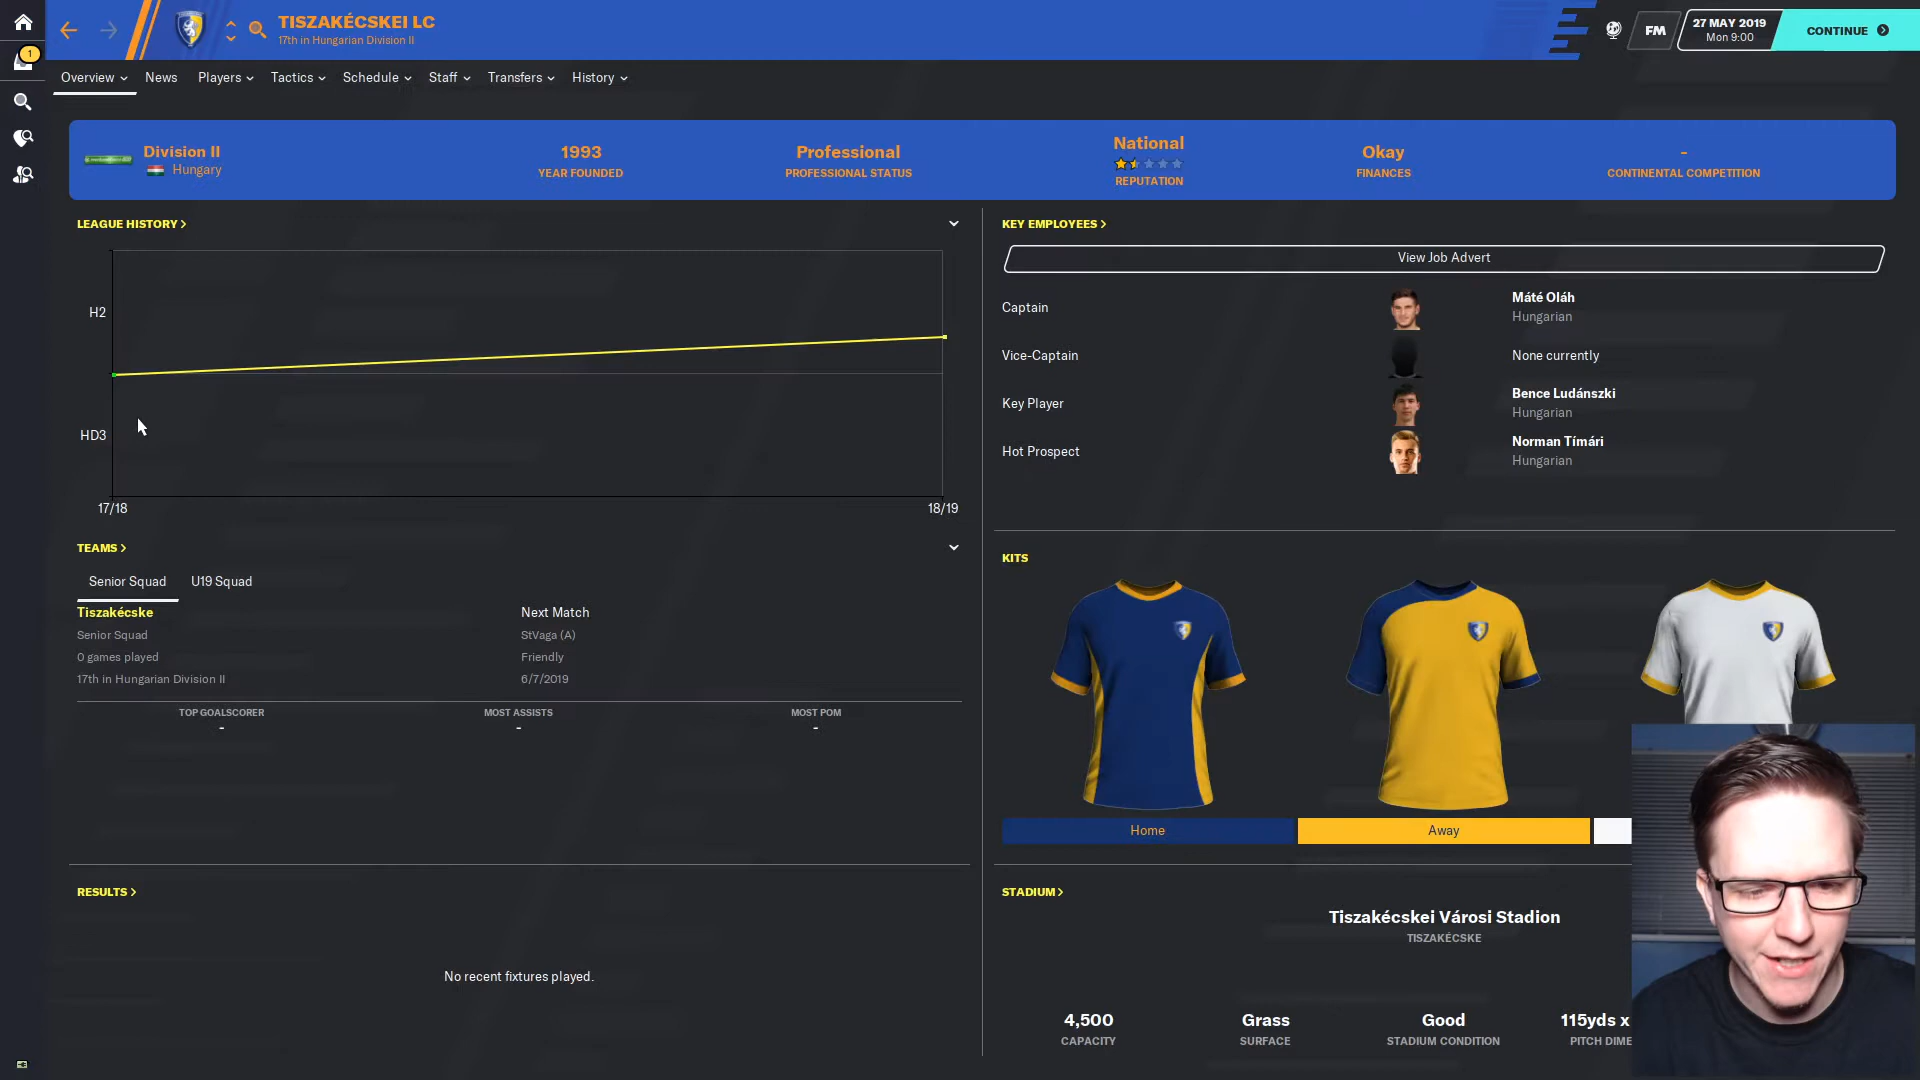 TISZAKÉCSKEI LC
17th in Hungarian Division II
FM
27 MAY 2019
Mon 9:00
CONTINUE
1
Overview
News
Players
Tactics
Schedule
Staff
Transfers
History
Division II
Hungary
1993
YEAR FOUNDED
Professional
PROFESSIONAL STATUS
National
REPUTATION
Okay
FINANCES
-
CONTINENTAL COMPETITION
LEAGUE HISTORY
H2
HD3
17/18
18/19
TEAMS
Senior Squad
U19 Squad
Tiszakécske
Senior Squad
0 games played
17th in Hungarian Division II
Next Match
StVaga (A)
Friendly
6/7/2019
TOP GOALSCORER
-
MOST ASSISTS
-
MOST POM
-
RESULTS
No recent fixtures played.
KEY EMPLOYEES
View Job Advert
Captain
Máté Oláh
Hungarian
Vice-Captain
None currently
Key Player
Bence Ludánszki
Hungarian
Hot Prospect
Norman Tímári
Hungarian
KITS
Home
Away
STADIUM
Tiszakécskei Városi Stadion
TISZAKÉCSKE
4,500
CAPACITY
Grass
SURFACE
Good
STADIUM CONDITION
115yds x
PITCH DIME